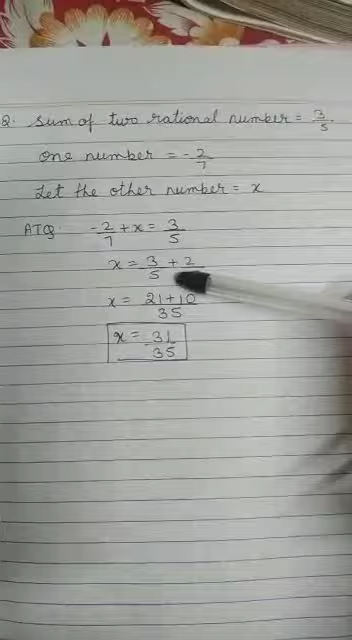 Q. Sum of two rational number = 3/5.
One number = -2/7
Let the other number = x
ATQ. -2/7 + x = 3/5
x = 3/5 + 2
x = 21+10/35
x = 31/35